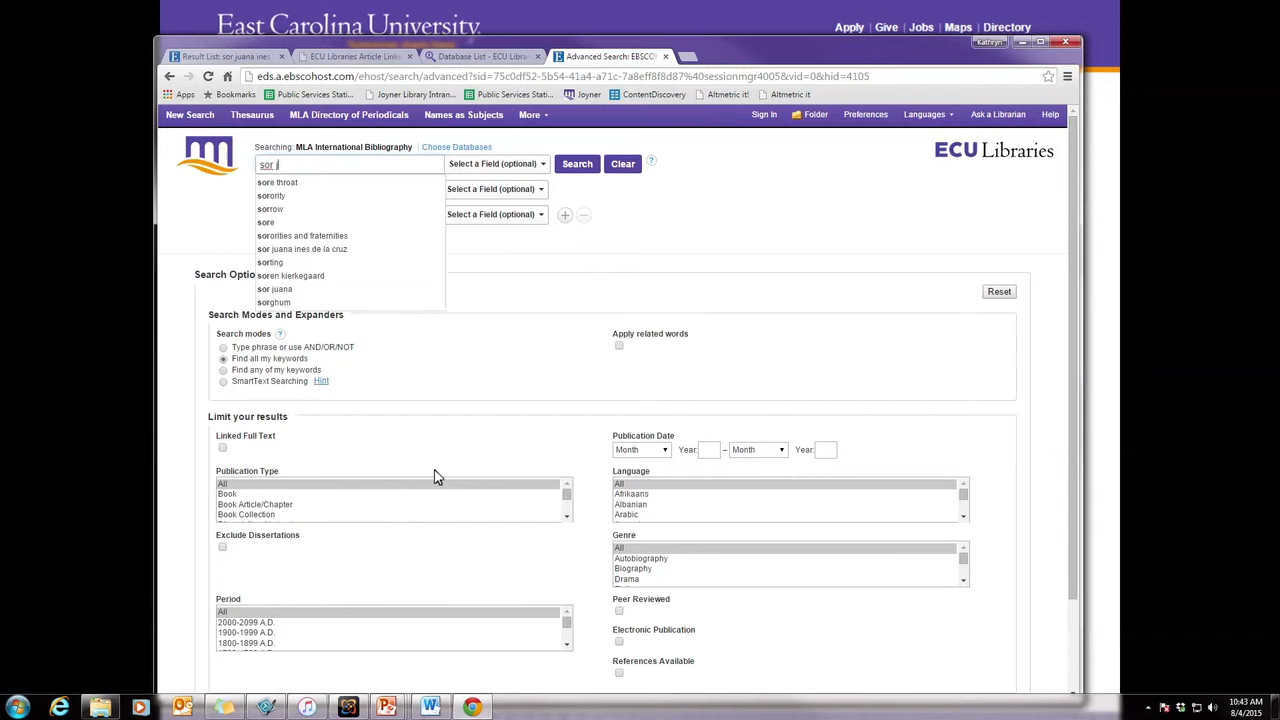 East Carolina University.
Apply Give Jobs Maps Directory
Kathryn
Result List: sor juana ines
ECU Libraries Article Link
Database List - ECU Librar
Advanced Search: EBSCO
eds.a.ebscohost.com/ehost/search/advanced?sid=75c0df52-5b54-41a4-a71c-7a8eff8f8d87%40sessionmgr4005&vid=0&hid=4105
Apps Bookmarks Public Services Stati... Joyner Library Intran... Public Services Stati... Joyner ContentDiscovery Altmetric it! Altmetric it
New Search Thesaurus MLA Directory of Periodicals Names as Subjects More
Sign In Folder Preferences Languages Ask a Librarian Help
Searching: MLA International Bibliography Choose Databases
ECU Libraries
sor j
Select a Field (optional) Search Clear ?
sore throat
sorority
Select a Field (optional)
sorrow
Select a Field (optional)
sore
sororities and fraternities
sor juana ines de la cruz
sorting
Search Optio
soren kierkegaard
sor juana
Reset
sorghum
Search Modes and Expanders
Search modes ?
Type phrase or use AND/OR/NOT
Find all my keywords
Find any of my keywords
SmartText Searching Hint
Apply related words
Limit your results
Linked Full Text
Publication Date
Month Year: – Month Year:
Publication Type
All
Book
Book Article/Chapter
Book Collection
Language
All
Afrikaans
Albanian
Arabic
Exclude Dissertations
Genre
All
Autobiography
Biography
Drama
Period
All
2000-2099 A.D.
1900-1999 A.D.
1800-1899 A.D.
Peer Reviewed
Electronic Publication
References Available
10:43 AM
8/4/2015